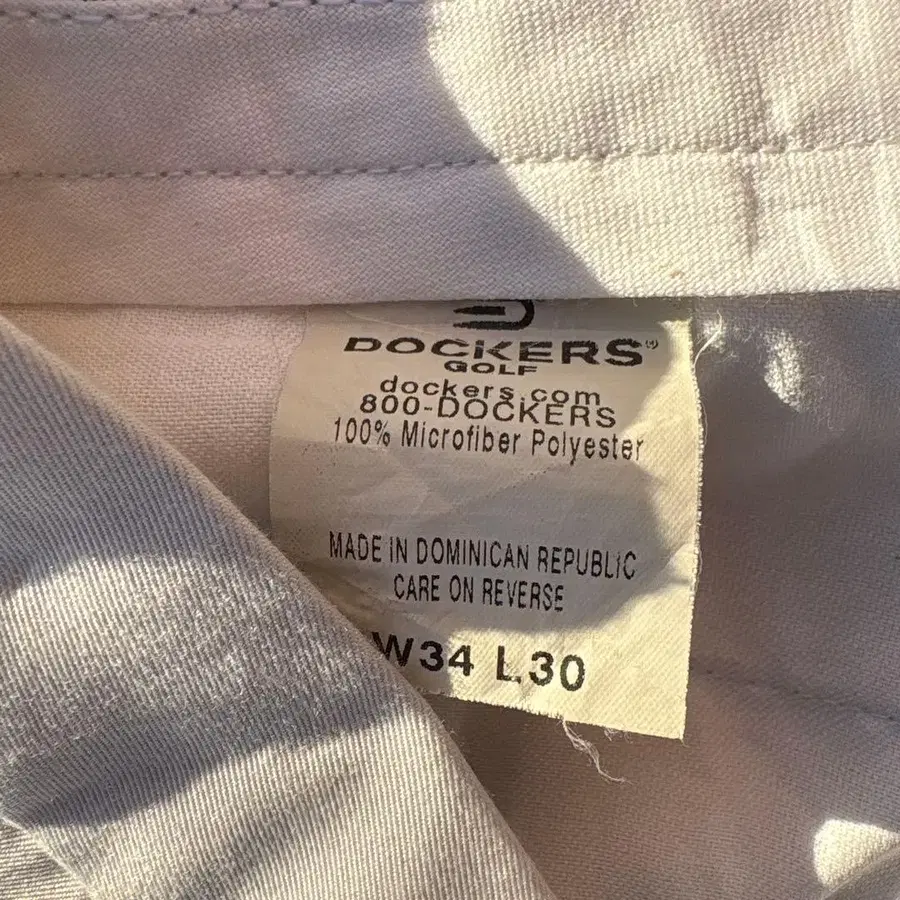 DOCKERS®
GOLF
dockers.com
800-DOCKERS
100% Microfiber Polyester
MADE IN DOMINICAN REPUBLIC
CARE ON REVERSE
W34 L30